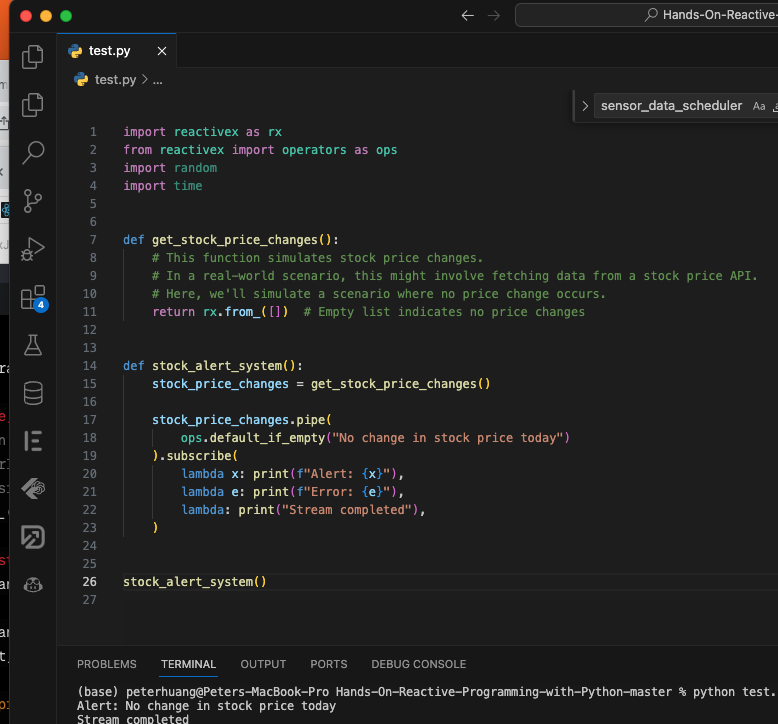 Hands-On-Reactive-
test.py
test.py > ...
sensor_data_scheduler Aa
1 import reactivex as rx
2 from reactivex import operators as ops
3 import random
4 import time
5
6
7 def get_stock_price_changes():
8 # This function simulates stock price changes.
9 # In a real-world scenario, this might involve fetching data from a stock price API.
10 # Here, we'll simulate a scenario where no price change occurs.
11 return rx.from_([])  # Empty list indicates no price changes
12
13
14 def stock_alert_system():
15 stock_price_changes = get_stock_price_changes()
16
17 stock_price_changes.pipe(
18 ops.default_if_empty("No change in stock price today")
19 ).subscribe(
20 lambda x: print(f"Alert: {x}"),
21 lambda e: print(f"Error: {e}"),
22 lambda: print("Stream completed"),
23 )
24
25
26 stock_alert_system()
27
4
PROBLEMS TERMINAL OUTPUT PORTS DEBUG CONSOLE
(base) peterhuang@Peters-MacBook-Pro Hands-On-Reactive-Programming-with-Python-master % python test.
Alert: No change in stock price today
Stream completed